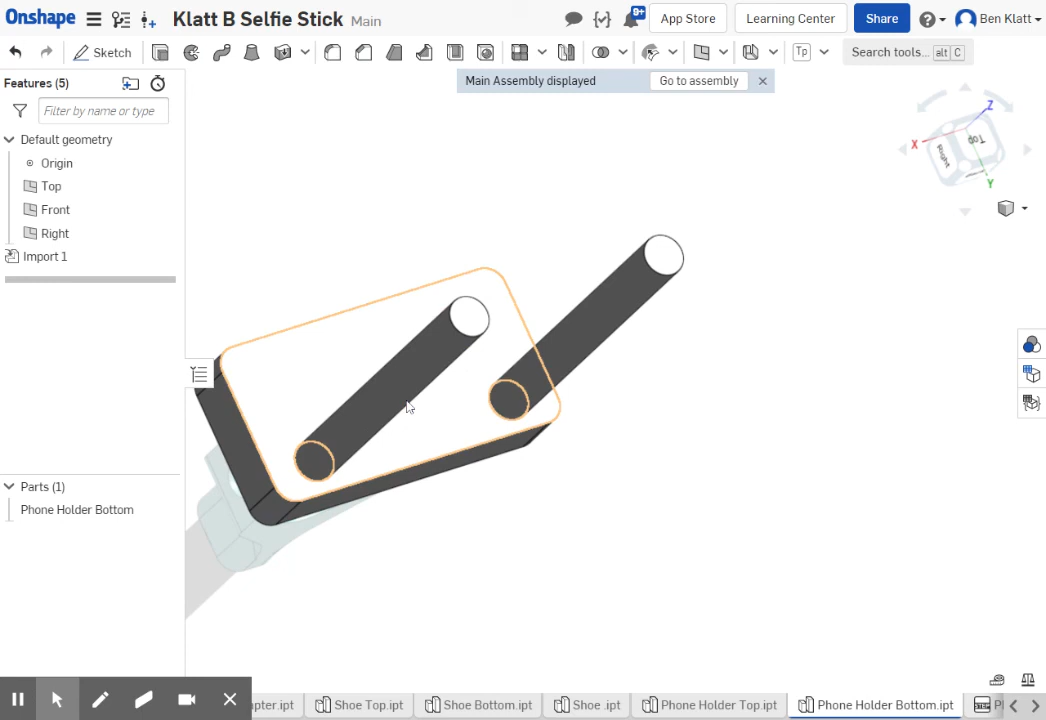 Onshape
Klatt B Selfie Stick Main
9+
App Store
Learning Center
Share
Ben Klatt
Sketch
Tp
Search tools... alt C
Features (5)
Main Assembly displayed
Go to assembly
Filter by name or type
Default geometry
Origin
Top
Front
Right
Import 1
Z
X
Y
Top
Right
Parts (1)
Phone Holder Bottom
pter.ipt
Shoe Top.ipt
Shoe Bottom.ipt
Shoe .ipt
Phone Holder Top.ipt
Phone Holder Bottom.ipt